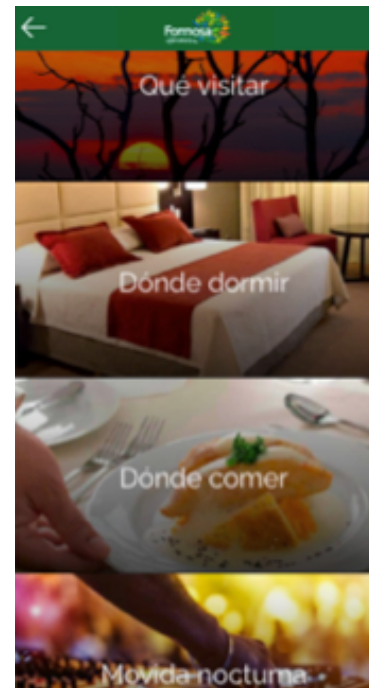 Formosa
Qué visitar
Dónde dormir
Dónde comer
Movida nocturna